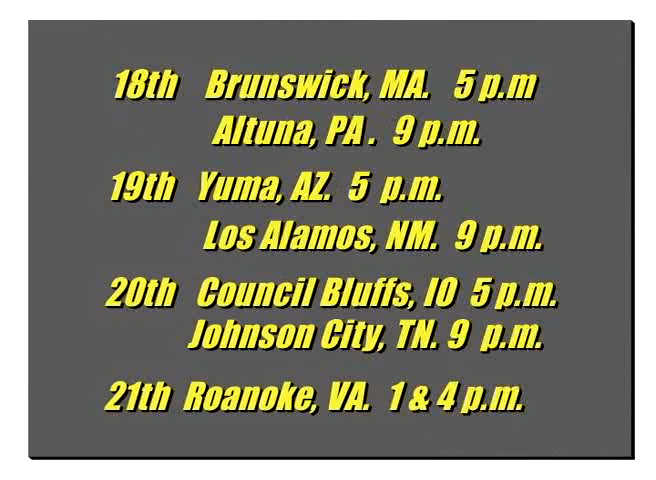 18th Brunswick, MA. 5 p.m
Altuna, PA . 9 p.m.
19th Yuma, AZ. 5 p.m.
Los Alamos, NM. 9 p.m.
20th Council Bluffs, IO 5 p.m.
Johnson City, TN. 9 p.m.
21th Roanoke, VA. 1 & 4 p.m.